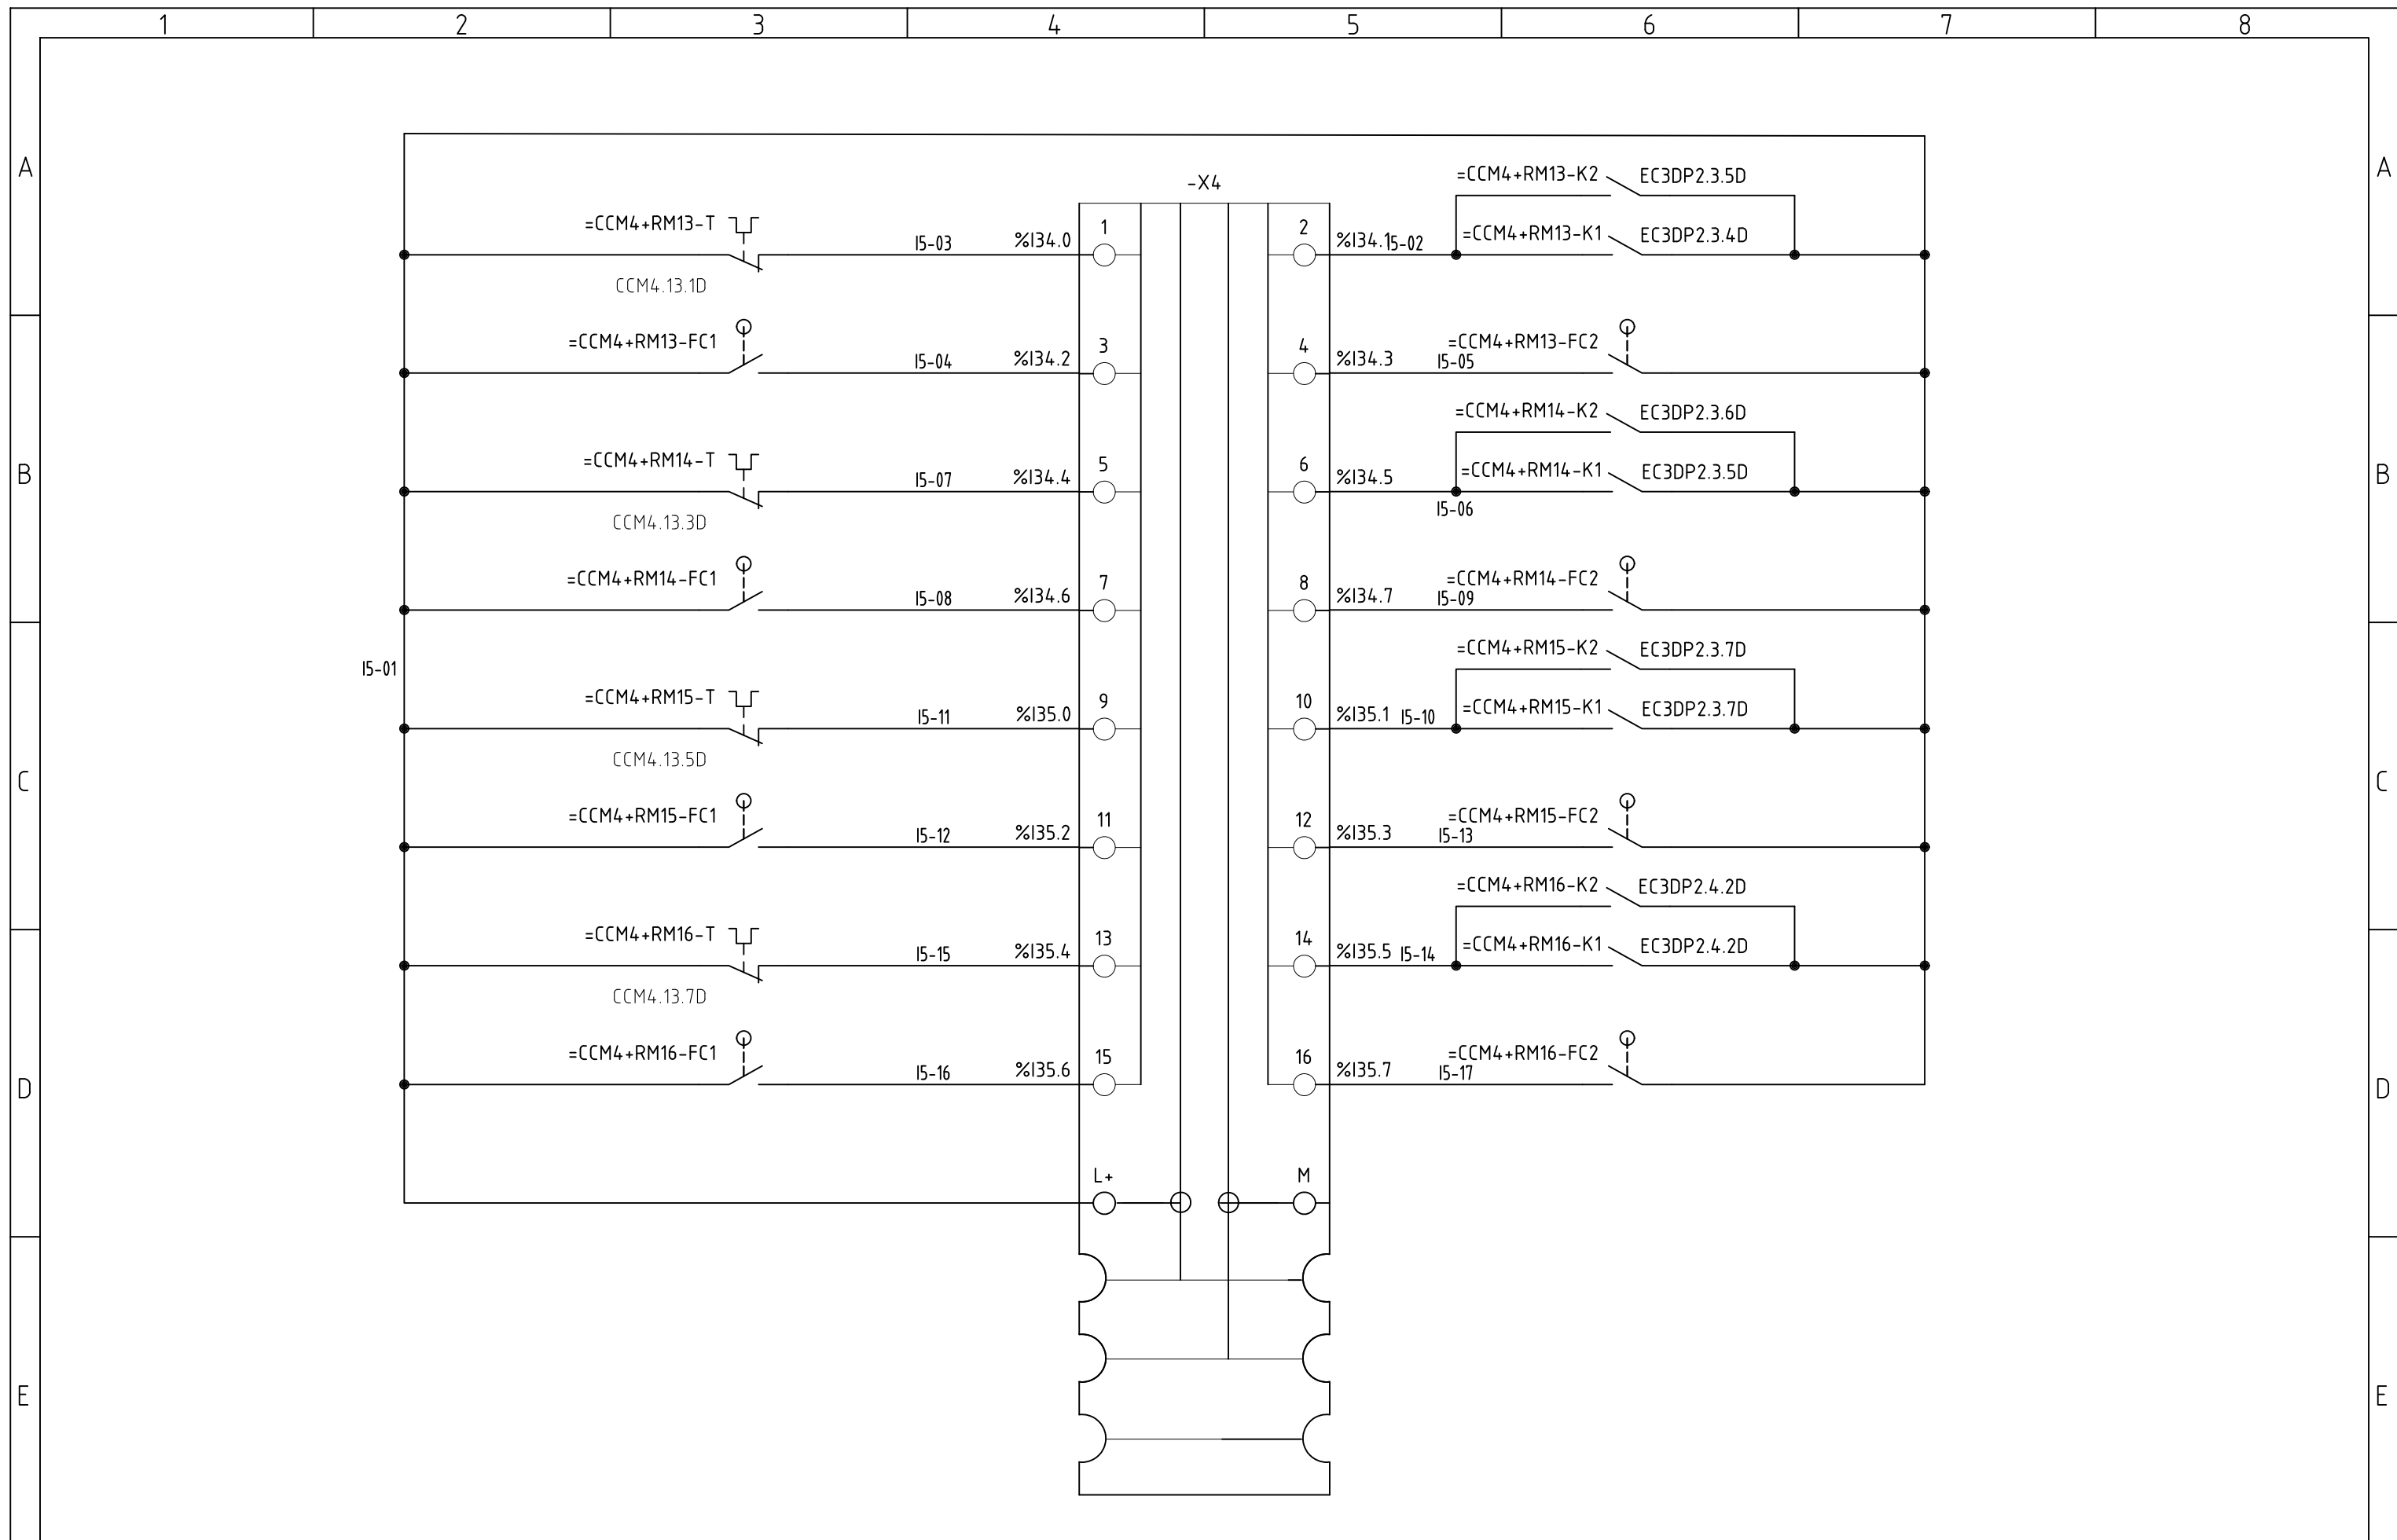 1 2 3 4 5 6 7 8
A A
-X4
=CCM4+RM13-K2 EC3DP2.3.5D
=CCM4+RM13-T I5-03 %I34.0 1 2 %I34.1 I5-02 =CCM4+RM13-K1 EC3DP2.3.4D
CCM4.13.1D
=CCM4+RM13-FC1 I5-04 %I34.2 3 4 %I34.3 I5-05 =CCM4+RM13-FC2
=CCM4+RM14-K2 EC3DP2.3.6D
B B
=CCM4+RM14-T I5-07 %I34.4 5 6 %I34.5 =CCM4+RM14-K1 EC3DP2.3.5D
CCM4.13.3D I5-06
=CCM4+RM14-FC1 I5-08 %I34.6 7 8 %I34.7 I5-09 =CCM4+RM14-FC2
I5-01
=CCM4+RM15-K2 EC3DP2.3.7D
=CCM4+RM15-T I5-11 %I35.0 9 10 %I35.1 I5-10 =CCM4+RM15-K1 EC3DP2.3.7D
CCM4.13.5D
C C
=CCM4+RM15-FC1 I5-12 %I35.2 11 12 %I35.3 I5-13 =CCM4+RM15-FC2
=CCM4+RM16-K2 EC3DP2.4.2D
=CCM4+RM16-T I5-15 %I35.4 13 14 %I35.5 I5-14 =CCM4+RM16-K1 EC3DP2.4.2D
CCM4.13.7D
=CCM4+RM16-FC1 I5-16 %I35.6 15 16 %I35.7 I5-17 =CCM4+RM16-FC2
D D
L+ M
E E